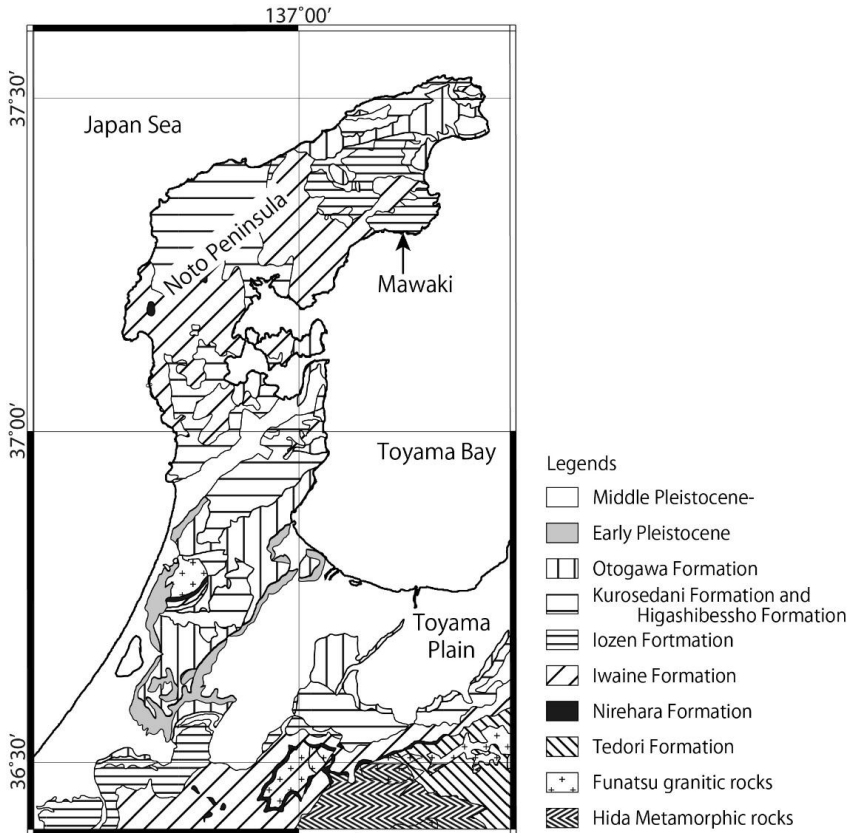 137°00′
37°30′
Japan Sea
Noto Peninsula
Mawaki
37°00′
Toyama Bay
Toyama
Plain
36°30′
Legends
Middle Pleistocene-
Early Pleistocene
Otogawa Formation
Kurosedani Formation and
Higashibessho Formation
Iozen Fortmation
Iwaine Formation
Nirehara Formation
Tedori Formation
Funatsu granitic rocks
Hida Metamorphic rocks